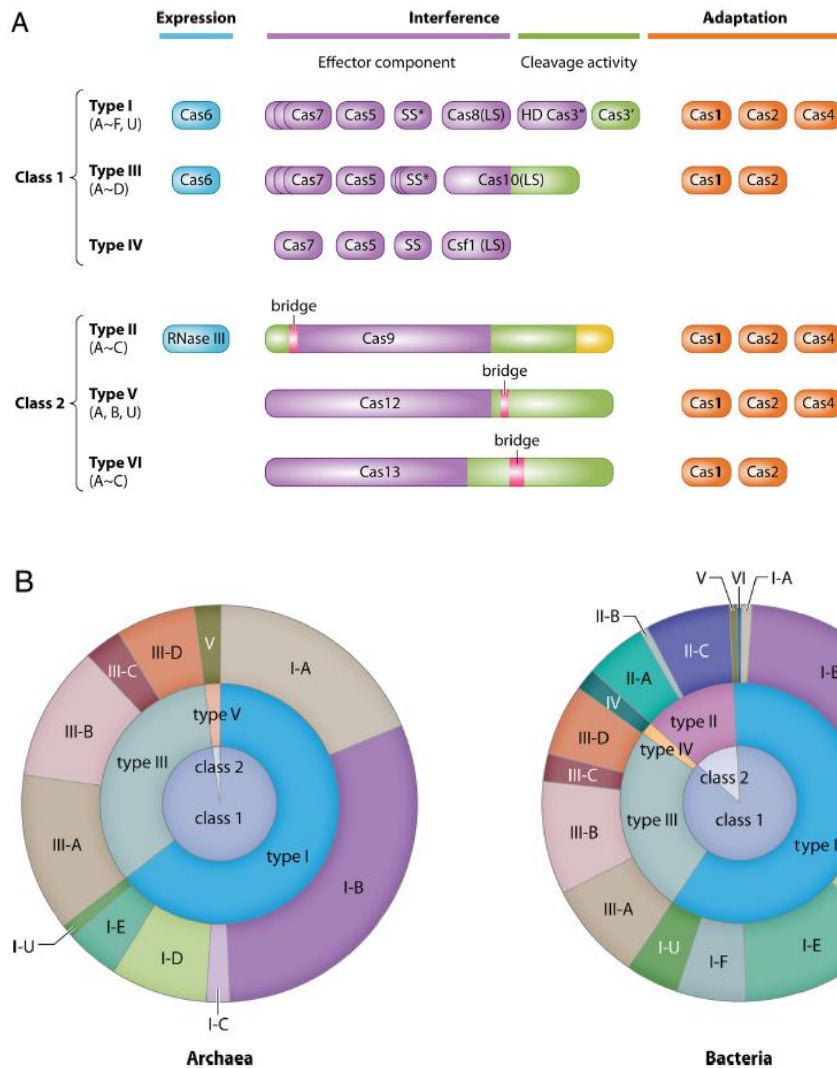 A
Expression Interference Adaptation
Effector component Cleavage activity
Type I
(A~F, U)
Cas6 Cas7 Cas5 SS* Cas8(LS) HD Cas3″ Cas3′ Cas1 Cas2 Cas4
Class 1
Type III
(A~D)
Cas6 Cas7 Cas5 SS* Cas10(LS) Cas1 Cas2
Type IV
Cas7 Cas5 SS Csf1 (LS)
bridge
Type II
(A~C)
RNase III Cas9 Cas1 Cas2 Cas4
bridge
Class 2
Type V
(A, B, U)
Cas12 Cas1 Cas2
Cas4
bridge
Type VI
(A~C)
Cas13 Cas1 Cas2
B
V
I-A
III-D
III-C
III-B
III-A
I-U
I-E
I-D
I-C
I-B
type V
type III
type I
class 2
class 1
Archaea
V VI I-A
II-B
II-C
II-A
IV
III-D
III-C
III-B
III-A
I-U
I-F
I-E
type II
type IV
type III
class 2
class 1
Bacteria